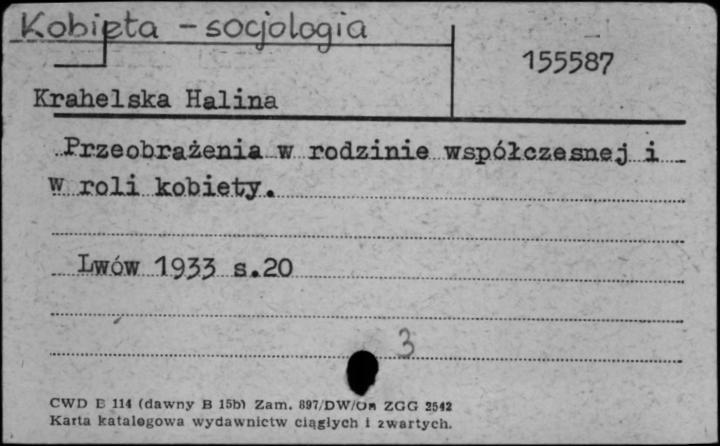 Kobieta - socjologia
155587
Krahelska Halina
Przeobrażenia w rodzinie współczesnej i
w roli kobiety.
Lwów 1933 s.20
3
CWD E 114 (dawny B 15b) Zam. 897/DW/Om ZGG 2542
Karta katalogowa wydawnictw ciągłych i zwartych.